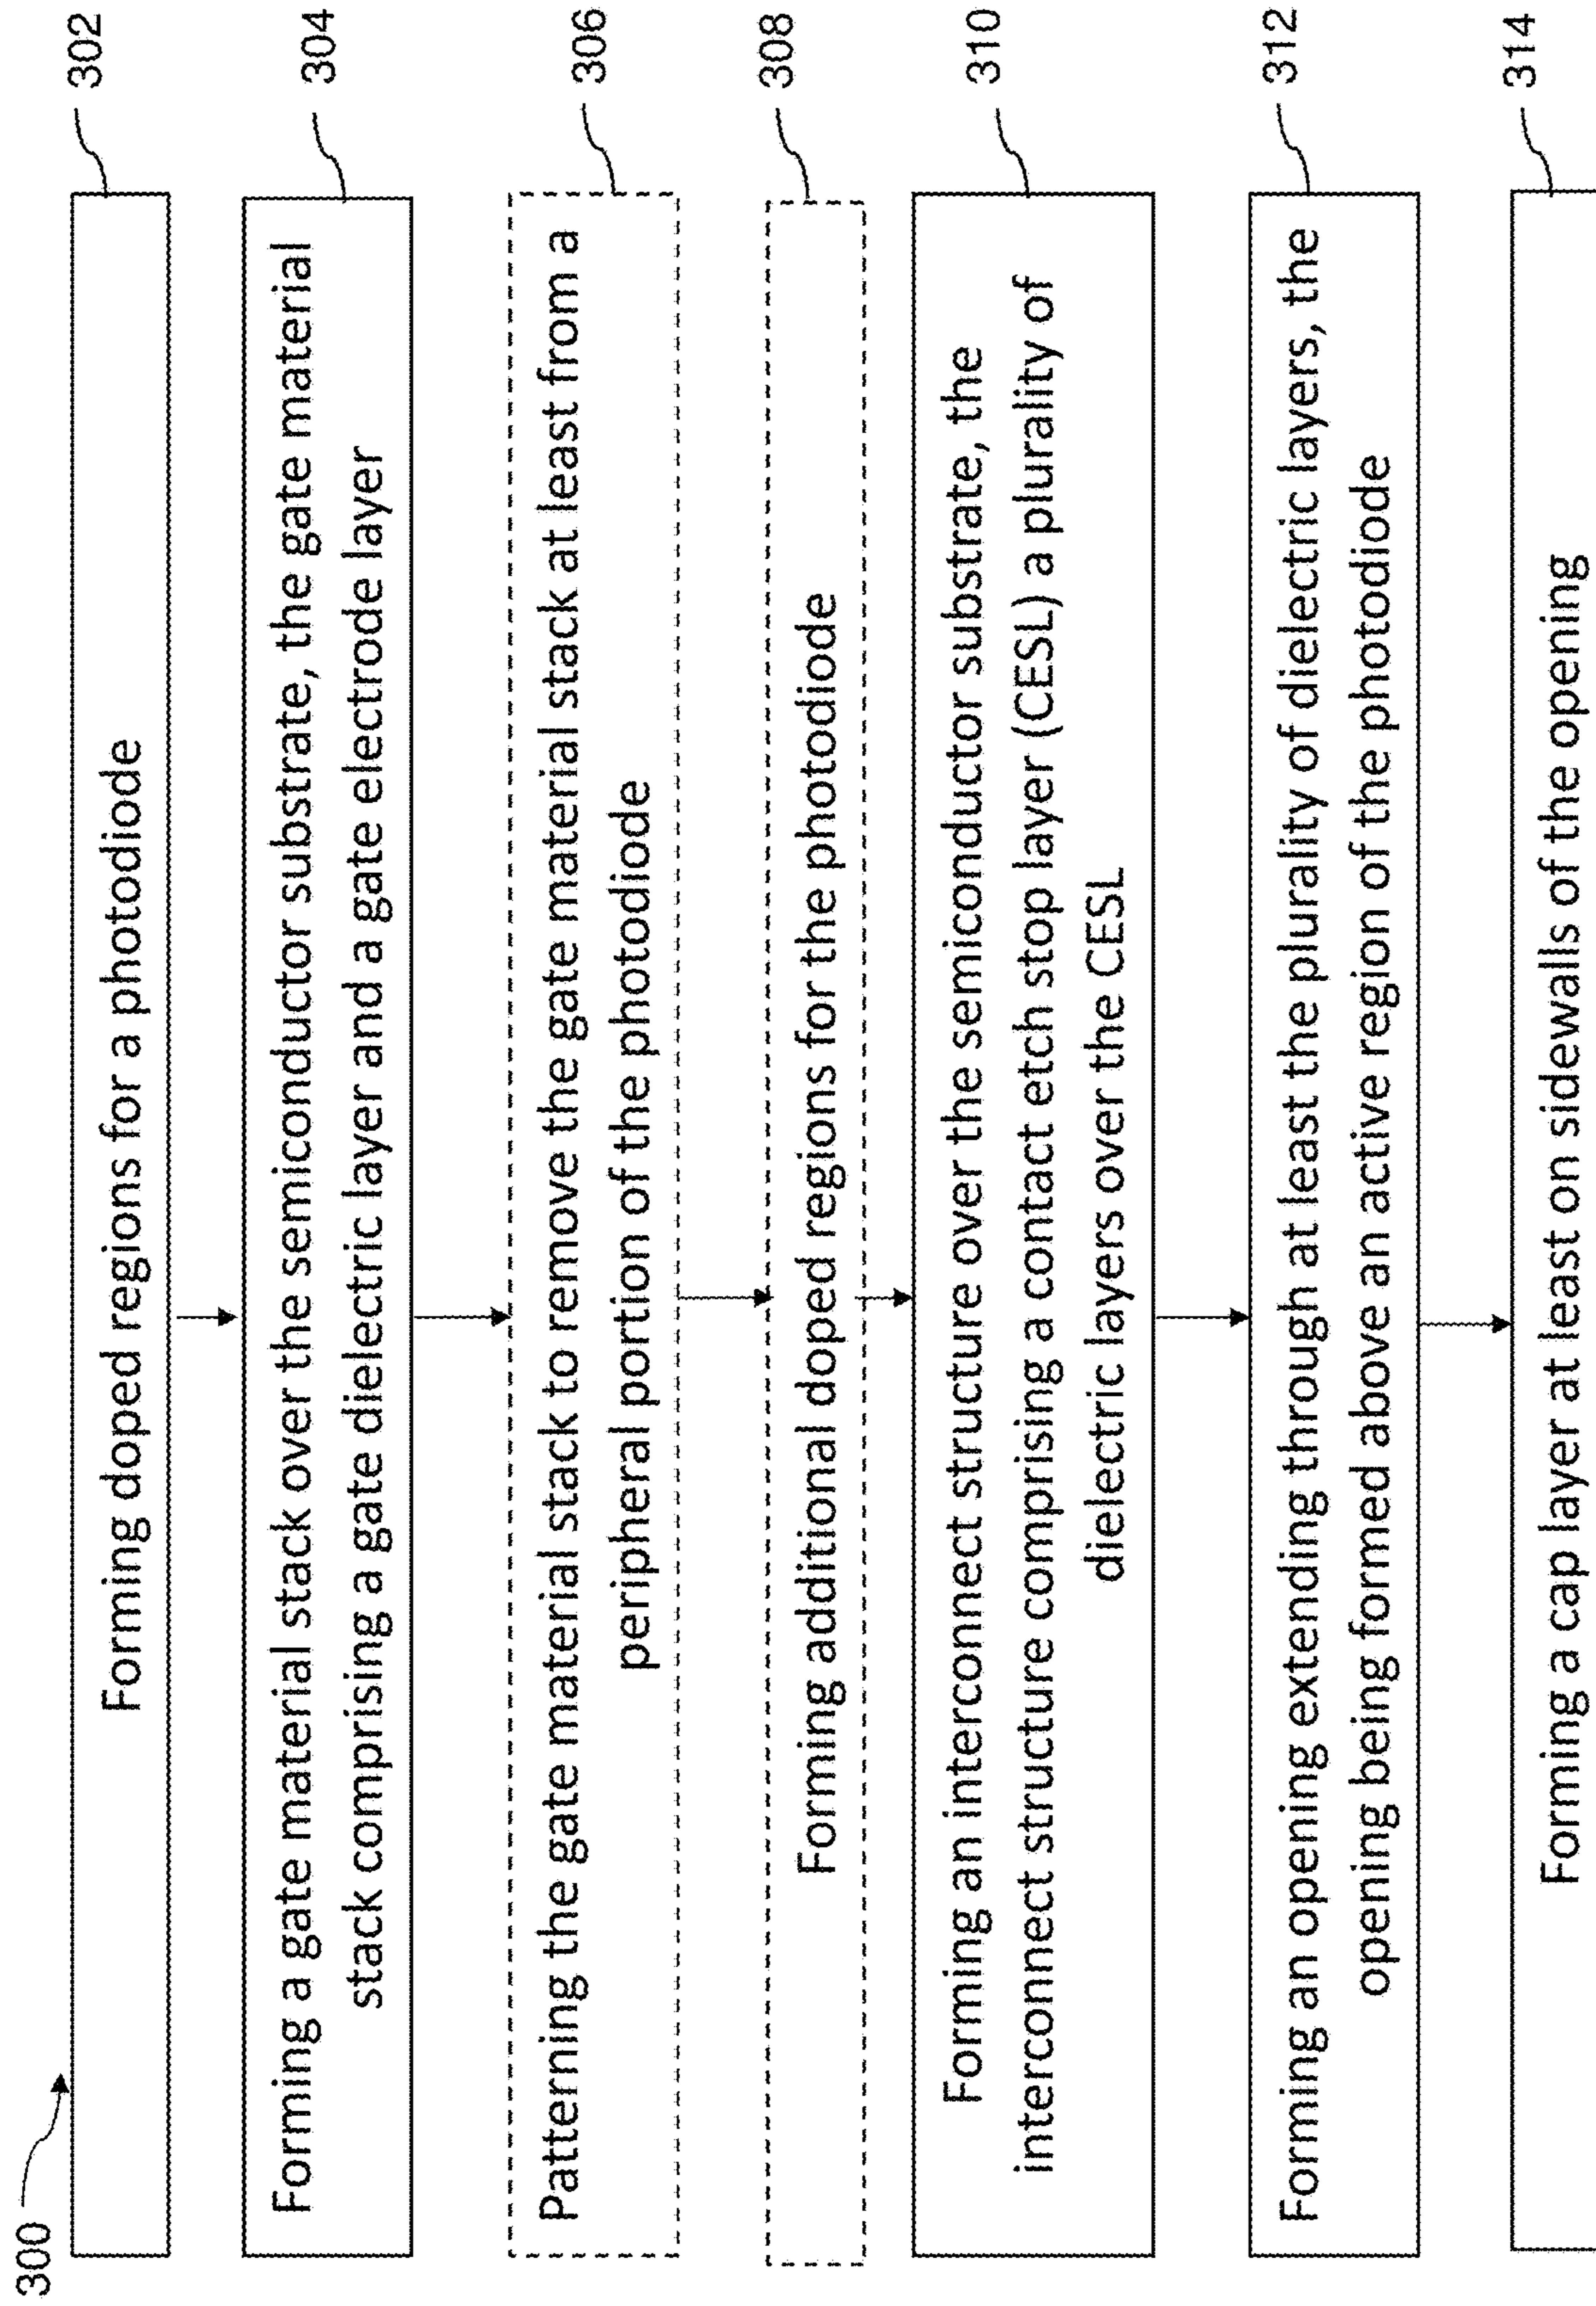 300
302
Forming doped regions for a photodiode
304
Forming a gate material stack over the semiconductor substrate, the gate material
stack comprising a gate dielectric layer and a gate electrode layer
306
Patterning the gate material stack to remove the gate material stack at least from a
peripheral portion of the photodiode
308
Forming additional doped regions for the photodiode
310
Forming an interconnect structure over the semiconductor substrate, the
interconnect structure comprising a contact etch stop layer (CESL) a plurality of
dielectric layers over the CESL
312
Forming an opening extending through at least the plurality of dielectric layers, the
opening being formed above an active region of the photodiode
314
Forming a cap layer at least on sidewalls of the opening